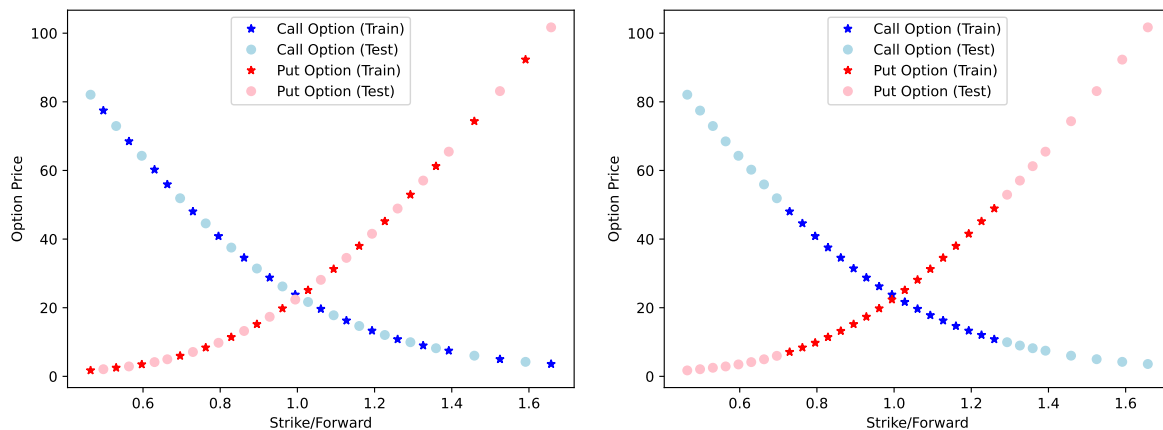 Call Option (Train)
Call Option (Test)
Put Option (Train)
Put Option (Test)
100
80
60
40
20
0
Option Price
0.6 0.8 1.0 1.2 1.4 1.6
Strike/Forward
Call Option (Train)
Call Option (Test)
Put Option (Train)
Put Option (Test)
100
80
60
40
20
0
Option Price
0.6 0.8 1.0 1.2 1.4 1.6
Strike/Forward